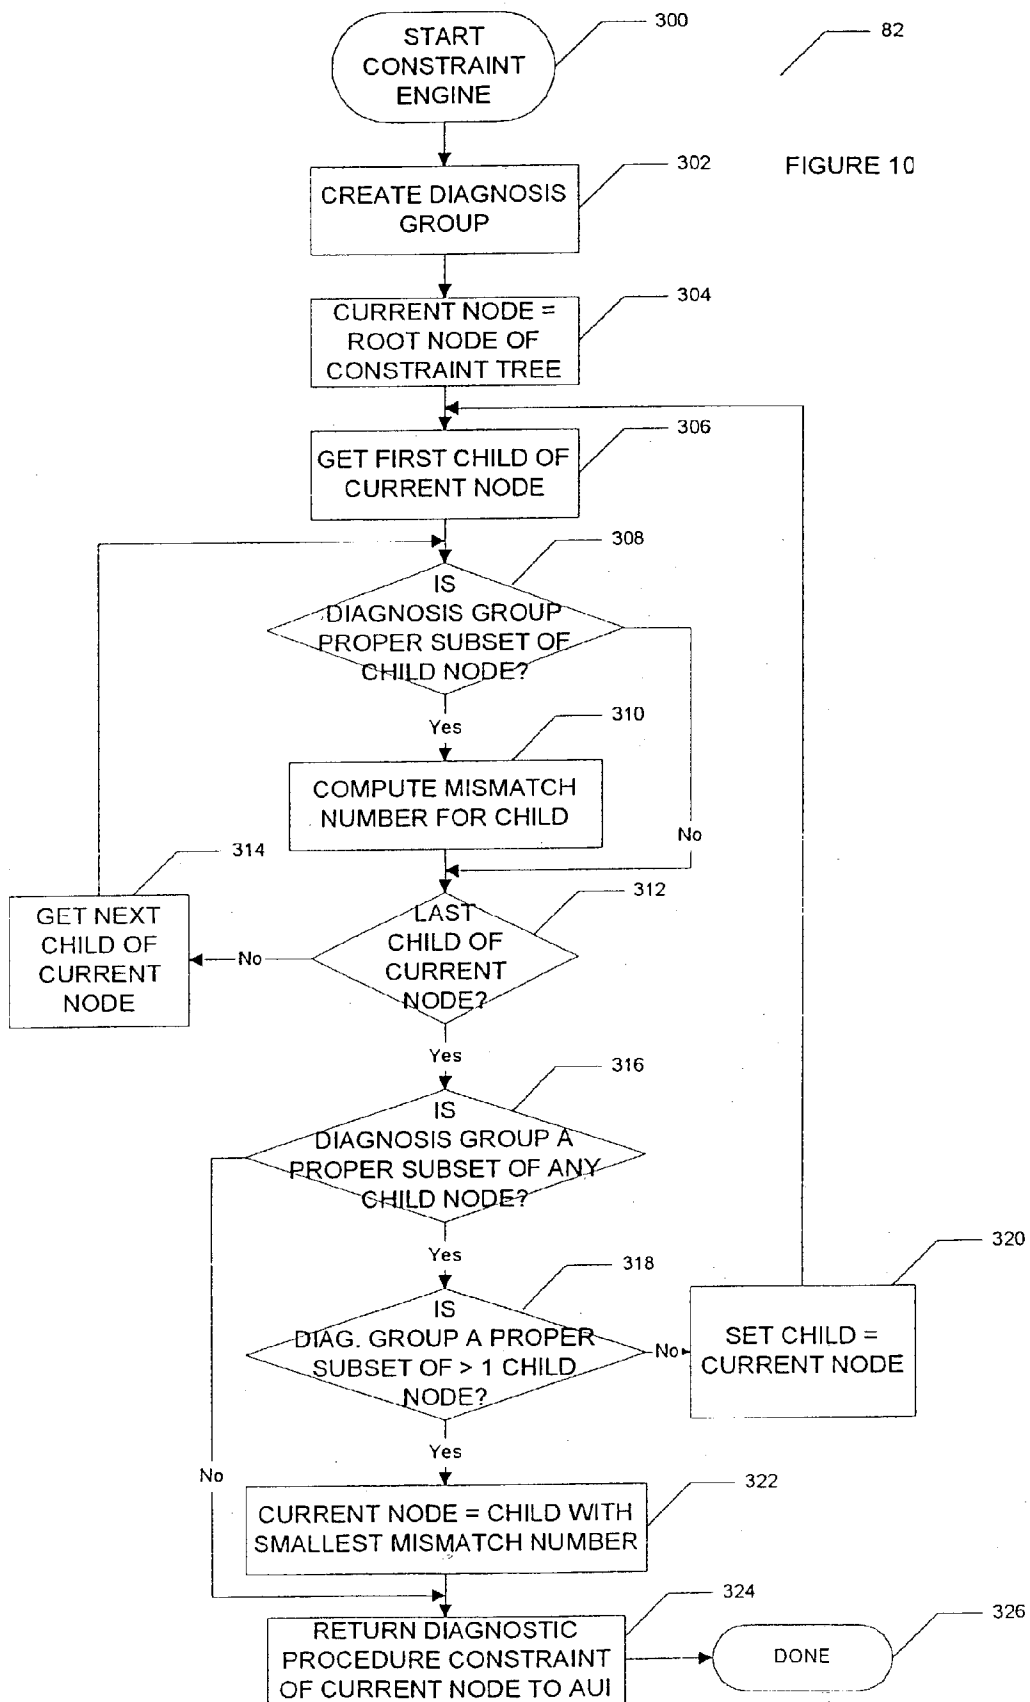 START
CONSTRAINT
ENGINE
300
82
FIGURE 10
302
CREATE DIAGNOSIS
GROUP
304
CURRENT NODE =
ROOT NODE OF
CONSTRAINT TREE
306
GET FIRST CHILD OF
CURRENT NODE
308
IS
DIAGNOSIS GROUP
PROPER SUBSET OF
CHILD NODE?
Yes
310
COMPUTE MISMATCH
NUMBER FOR CHILD
No
314
GET NEXT
CHILD OF
CURRENT
NODE
312
LAST
CHILD OF
CURRENT
NODE?
No
Yes
316
IS
DIAGNOSIS GROUP A
PROPER SUBSET OF ANY
CHILD NODE?
Yes
318
IS
DIAG. GROUP A PROPER
SUBSET OF > 1 CHILD
NODE?
No
320
SET CHILD =
CURRENT NODE
Yes
No
322
CURRENT NODE = CHILD WITH
SMALLEST MISMATCH NUMBER
324
RETURN DIAGNOSTIC
PROCEDURE CONSTRAINT
OF CURRENT NODE TO AUI
326
DONE